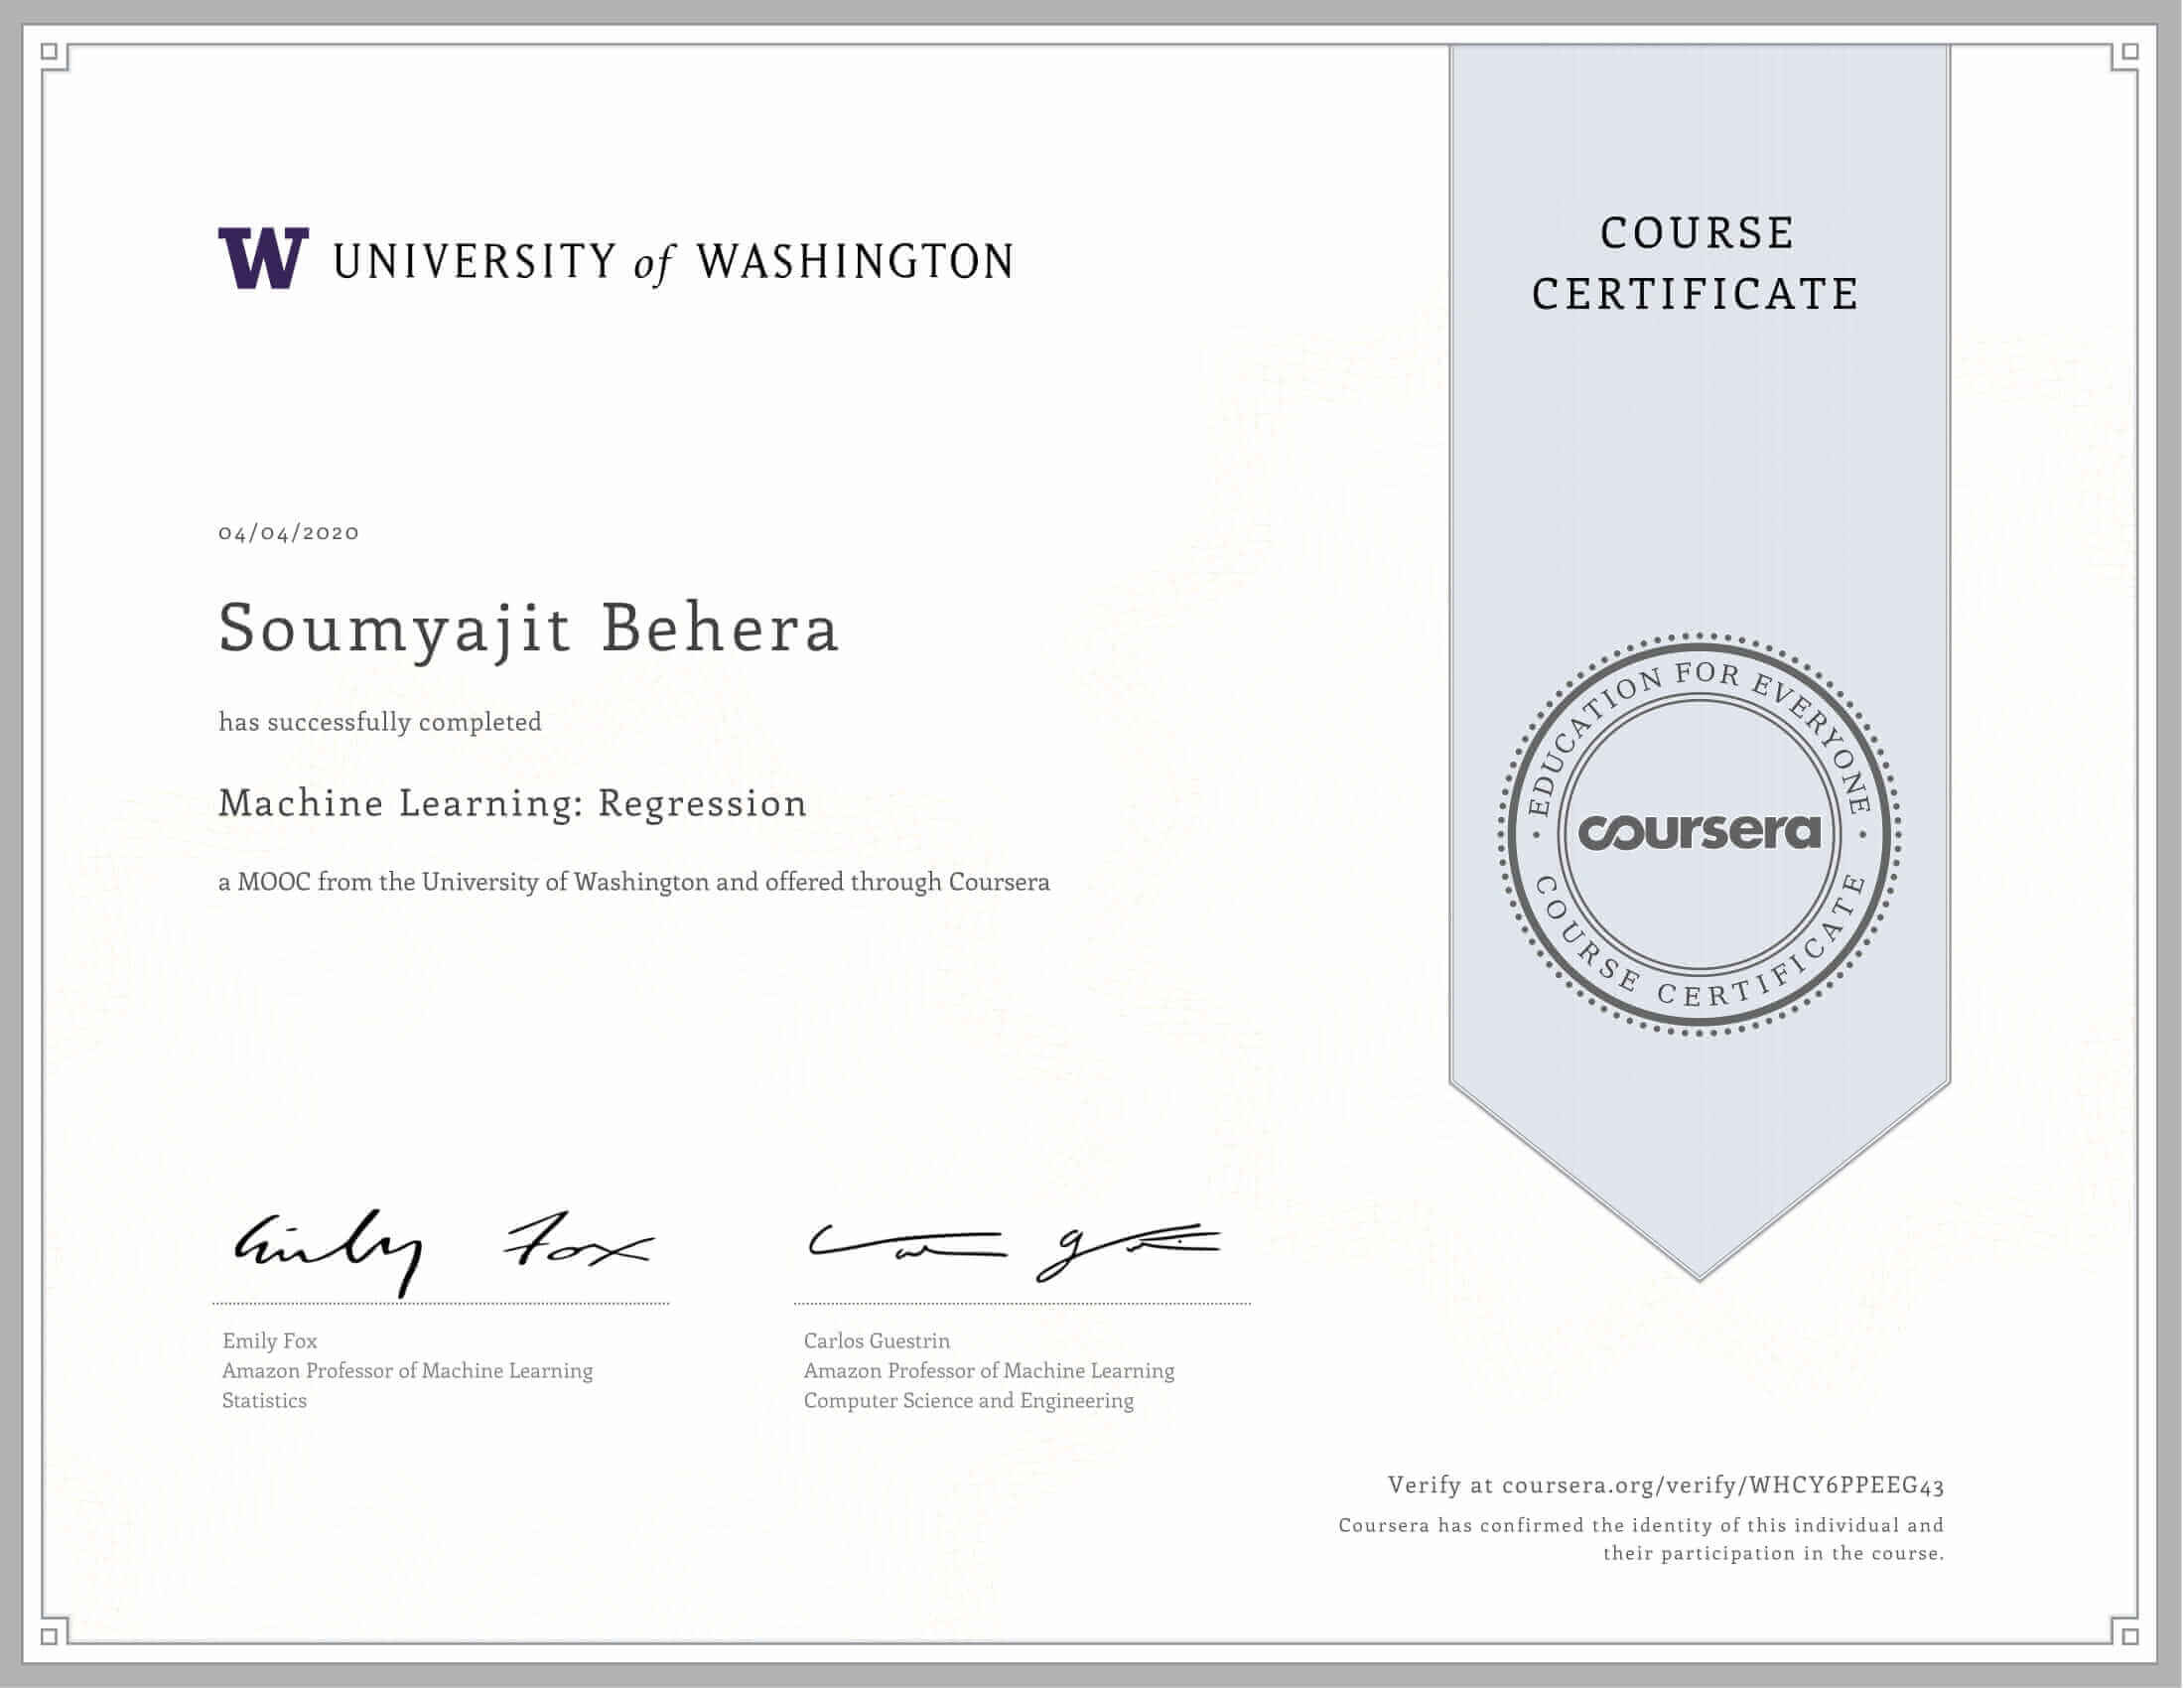 W UNIVERSITY of WASHINGTON
COURSE
CERTIFICATE
04/04/2020
Soumyajit Behera
has successfully completed
Machine Learning: Regression
a MOOC from the University of Washington and offered through Coursera
EDUCATION FOR EVERYONE
coursera
COURSE CERTIFICATE
Emily Fox
Emily Fox
Amazon Professor of Machine Learning
Statistics
Carlos Guestrin
Amazon Professor of Machine Learning
Computer Science and Engineering
Verify at coursera.org/verify/WHCY6PPEEG43
Coursera has confirmed the identity of this individual and
their participation in the course.